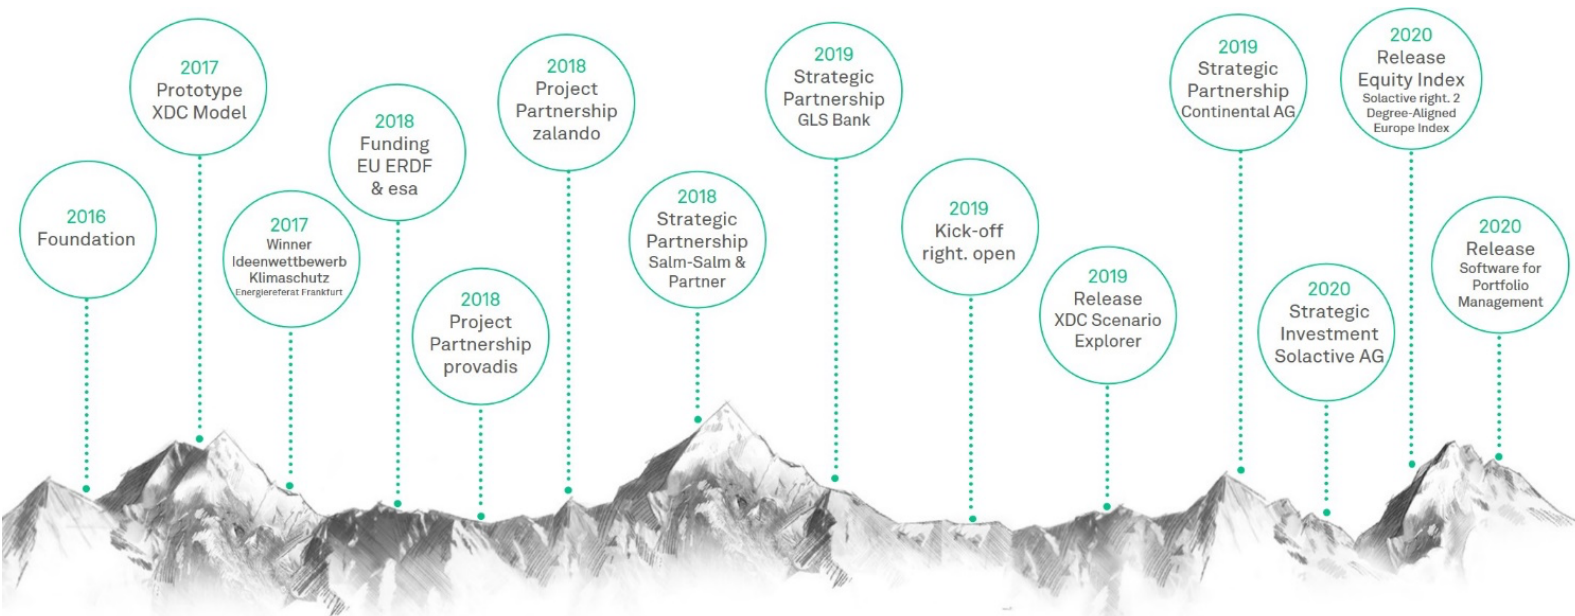 2016
Foundation
2017
Prototype
XDC Model
2017
Winner
Ideenwettbewerb
Klimaschutz
Energiereferat Frankfurt
2018
Funding
EU ERDF
& esa
2018
Project
Partnership
provadis
2018
Project
Partnership
zalando
2018
Strategic
Partnership
Salm-Salm &
Partner
2019
Strategic
Partnership
GLS Bank
2019
Kick-off
right. open
2019
Release
XDC Scenario
Explorer
2019
Strategic
Partnership
Continental AG
2020
Strategic
Investment
Solactive AG
2020
Release
Equity Index
Solactive right. 2
Degree-Aligned
Europe Index
2020
Release
Software for
Portfolio
Management